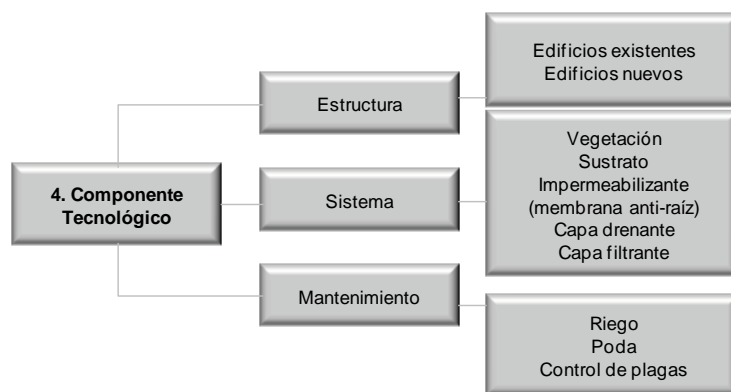 4. Componente
Tecnológico
Estructura
Edificios existentes
Edificios nuevos
Sistema
Vegetación
Sustrato
Impermeabilizante
(membrana anti-raíz)
Capa drenante
Capa filtrante
Mantenimiento
Riego
Poda
Control de plagas